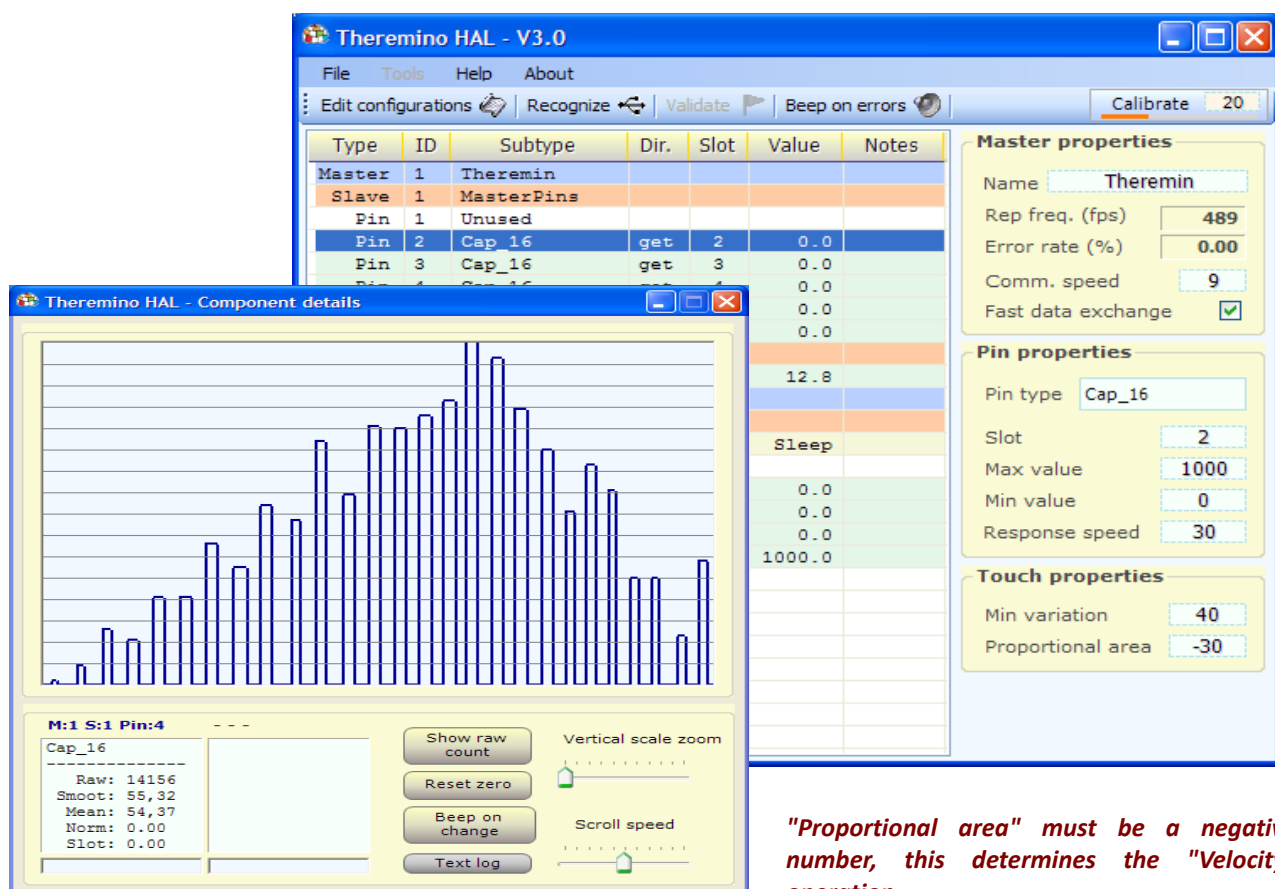 Theremino HAL - V3.0
File Tools Help About
Edit configurations Recognize Validate Beep on errors Calibrate 20
Type ID Subtype Dir. Slot Value Notes
Master 1 Theremin
Slave 1 MasterPins
Pin 1 Unused
Pin 2 Cap_16 get 2 0.0
Pin 3 Cap_16 get 3 0.0
0.0
0.0
0.0
12.8
Sleep
0.0
0.0
0.0
1000.0
Master properties
Name Theremin
Rep freq. (fps) 489
Error rate (%) 0.00
Comm. speed 9
Fast data exchange
Pin properties
Pin type Cap_16
Slot 2
Max value 1000
Min value 0
Response speed 30
Touch properties
Min variation 40
Proportional area -30
Theremino HAL - Component details
M:1 S:1 Pin:4 - - -
Cap_16
--------------
Raw: 14156
Smoot: 55,32
Mean: 54,37
Norm: 0.00
Slot: 0.00
Show raw count
Reset zero
Beep on change
Text log
Vertical scale zoom
Scroll speed
"Proportional area" must be a negativ
number, this determines the "Velocity